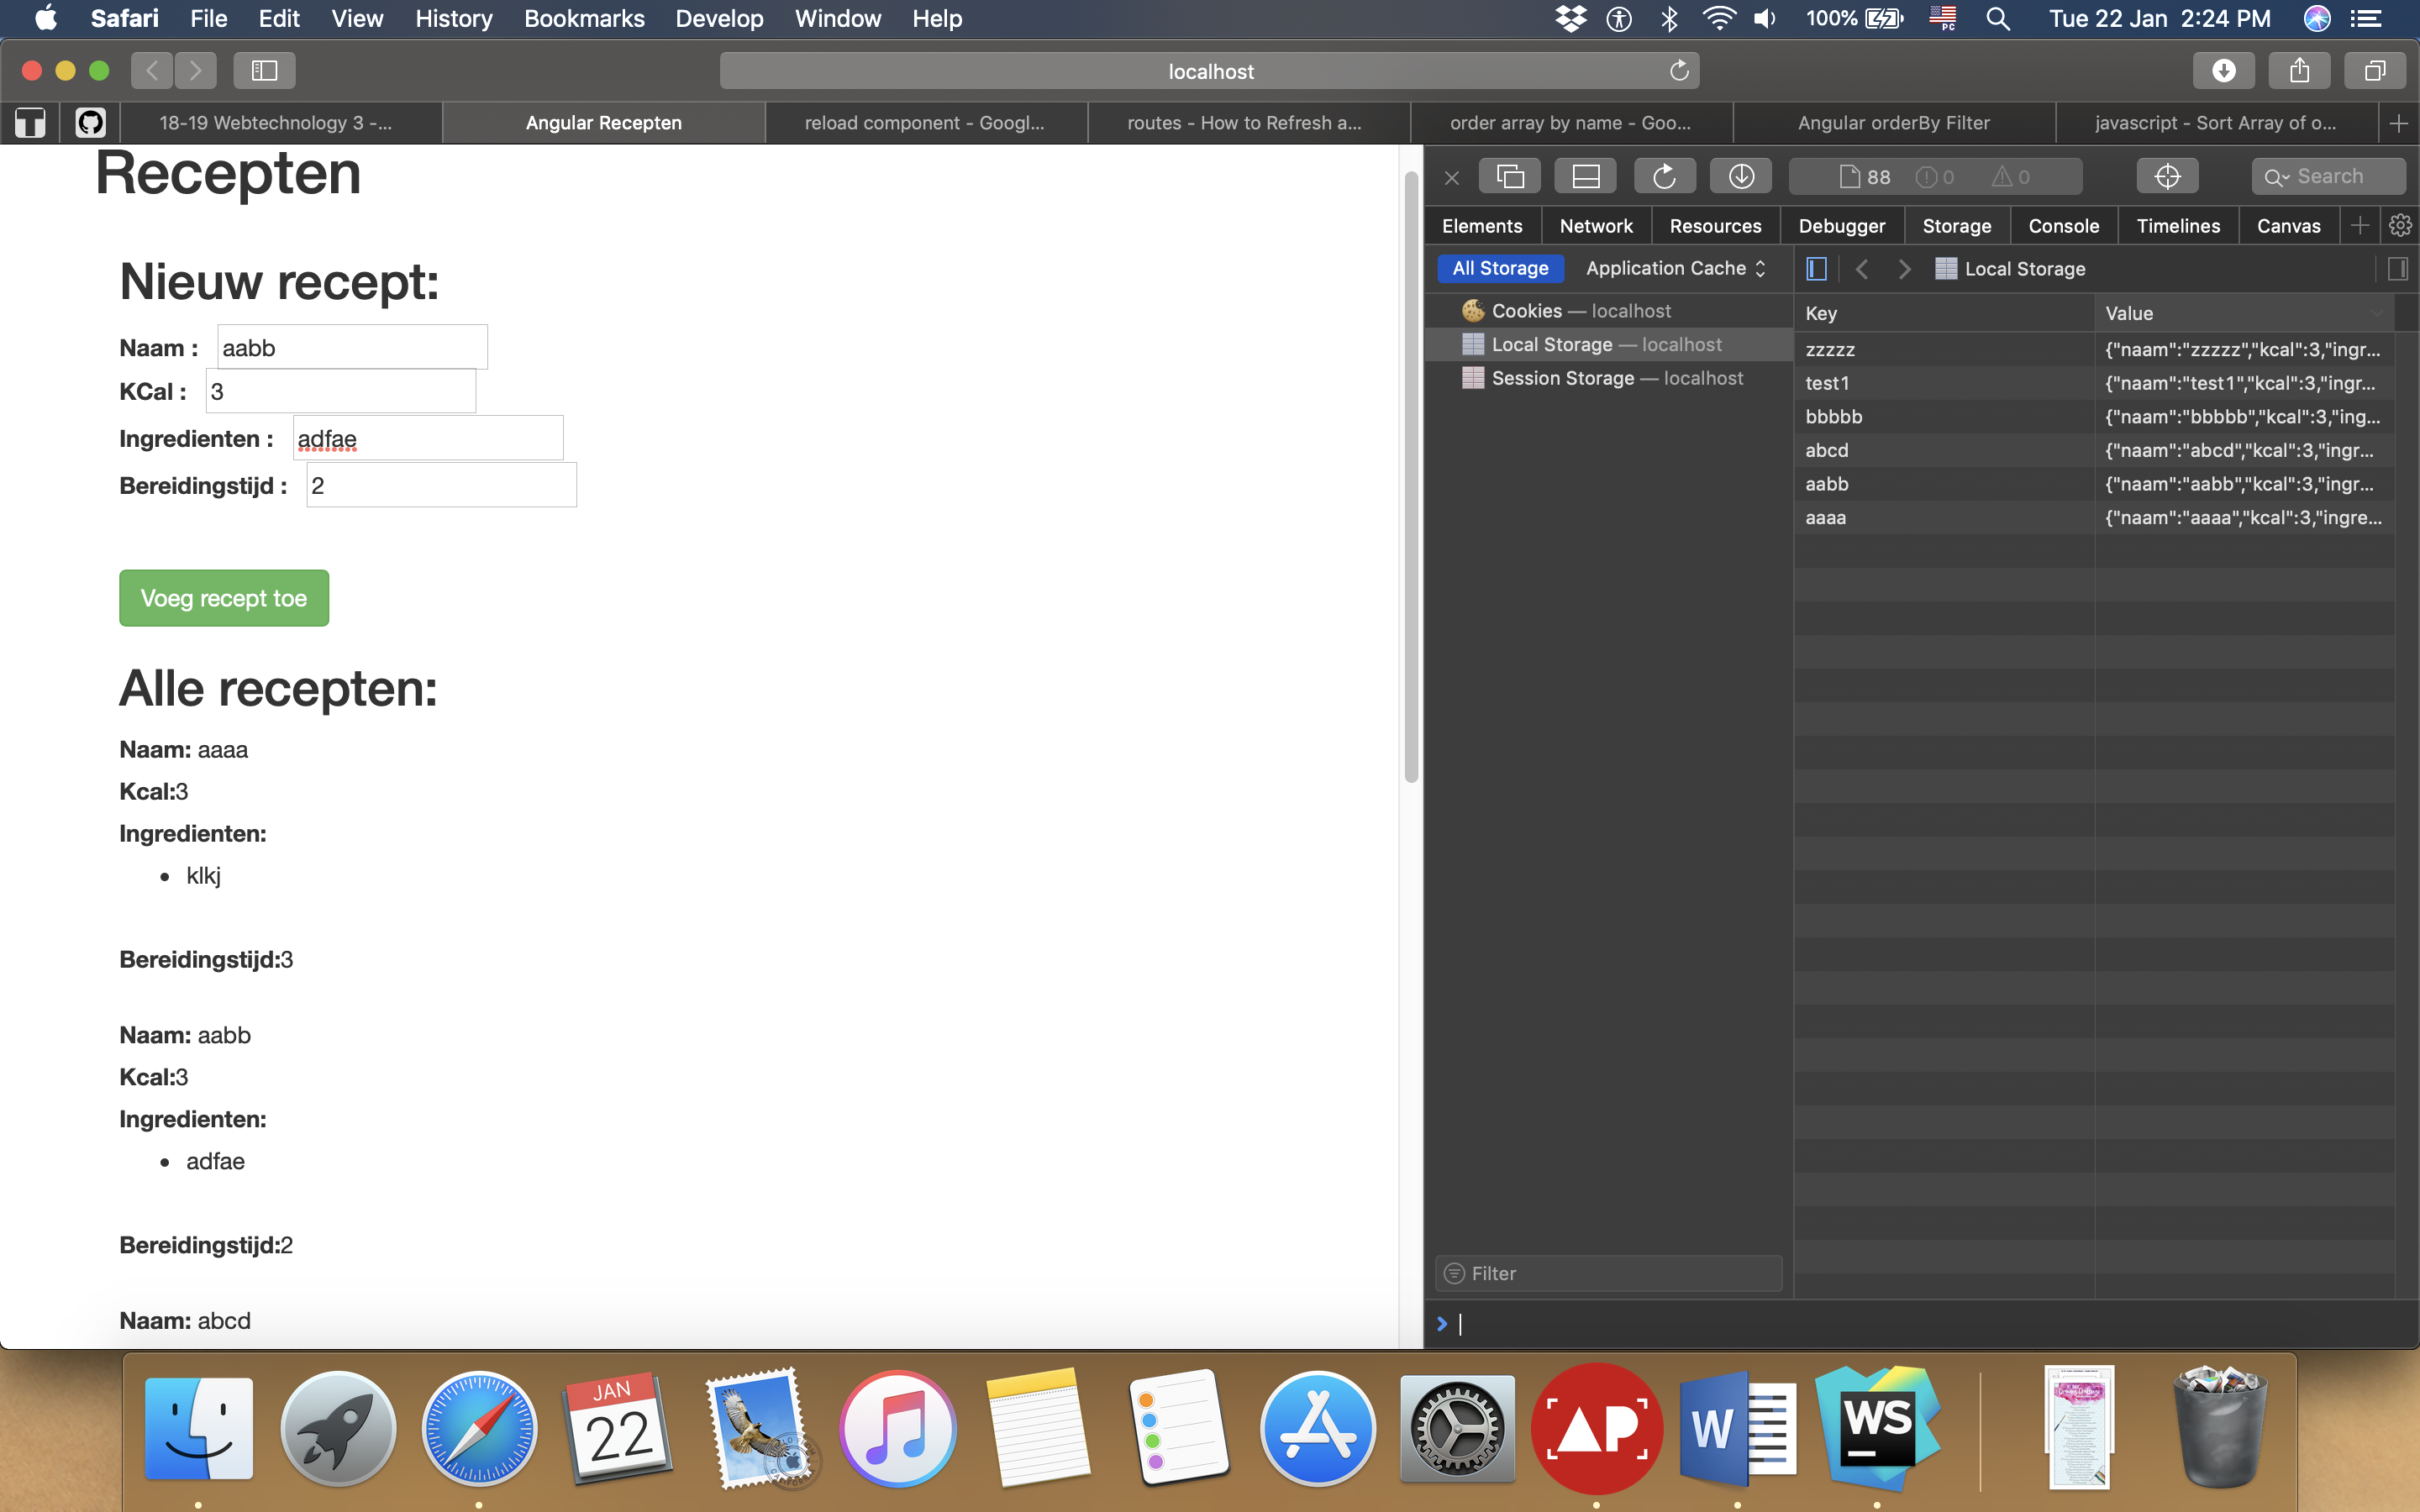 Safari File Edit View History Bookmarks Develop Window Help 100% PC Tue 22 Jan 2:24 PM
localhost
18-19 Webtechnology 3 -... Angular Recepten reload component - Googl... routes - How to Refresh a... order array by name - Goo... Angular orderBy Filter javascript - Sort Array of o...
Recepten
Nieuw recept:
Naam : aabb
KCal : 3
Ingredienten : adfae
Bereidingstijd : 2
Voeg recept toe
Alle recepten:
Naam: aaaa
Kcal:3
Ingredienten:
• klkj
Bereidingstijd:3
Naam: aabb
Kcal:3
Ingredienten:
• adfae
Bereidingstijd:2
Naam: abcd
88 0 0 Search
Elements Network Resources Debugger Storage Console Timelines Canvas
All Storage Application Cache Local Storage
Cookies — localhost
Local Storage — localhost
Session Storage — localhost
Key Value
zzzzz {"naam":"zzzzz","kcal":3,"ingr...
test1 {"naam":"test1","kcal":3,"ingr...
bbbbb {"naam":"bbbbb","kcal":3,"ing...
abcd {"naam":"abcd","kcal":3,"ingr...
aabb {"naam":"aabb","kcal":3,"ingr...
aaaa {"naam":"aaaa","kcal":3,"ingre...
Filter
JAN
22
AP
W
WS